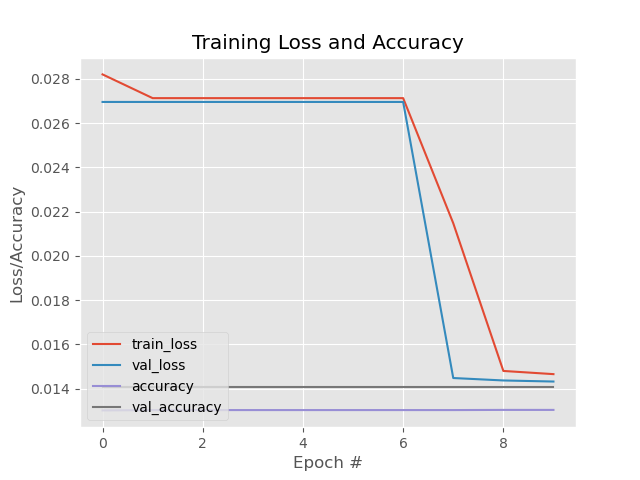 Training Loss and Accuracy
Loss/Accuracy
0.028
0.026
0.024
0.022
0.020
0.018
0.016
0.014
train_loss
val_loss
accuracy
val_accuracy
0 2 4 6 8
Epoch #